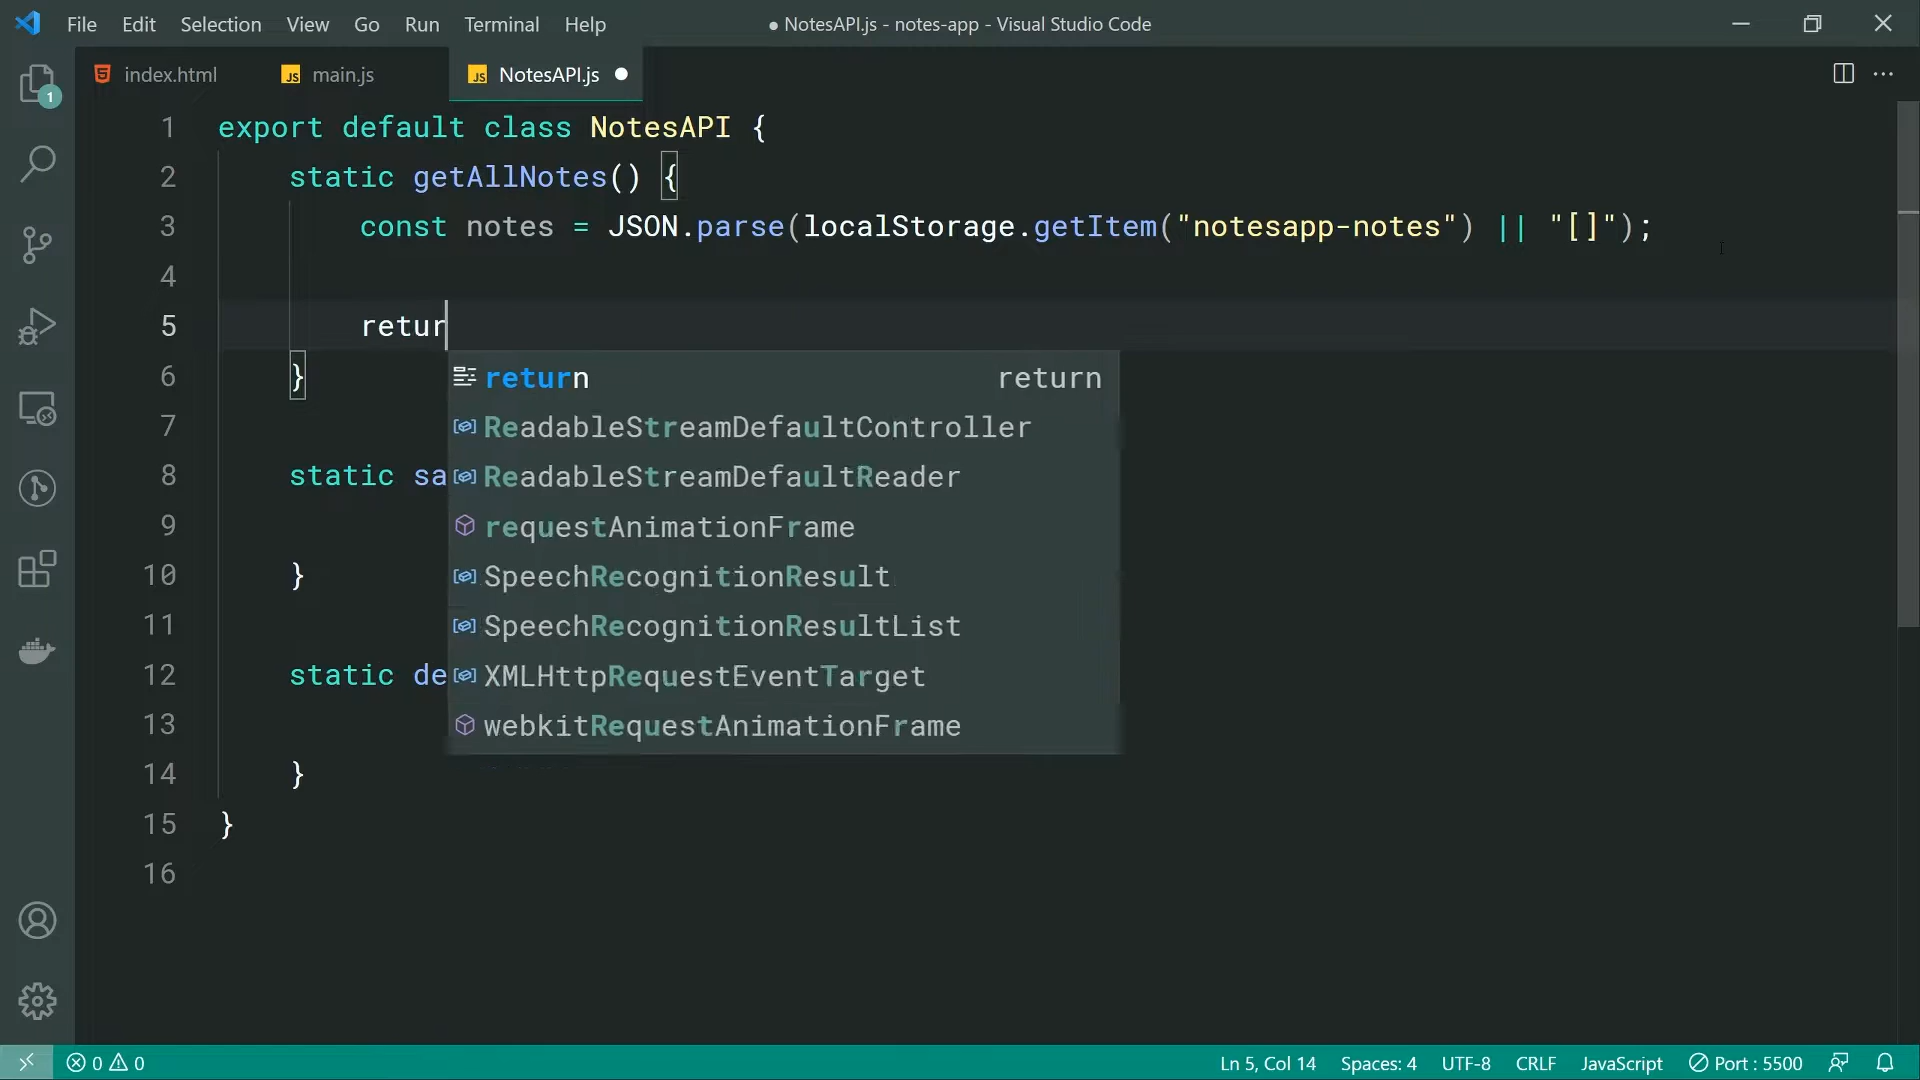 File Edit Selection View Go Run Terminal Help ● NotesAPI.js - notes-app - Visual Studio Code
index.html JS main.js JS NotesAPI.js
1
1 export default class NotesAPI {
2 static getAllNotes() {
3 const notes = JSON.parse(localStorage.getItem("notesapp-notes") || "[]");
4
5 retur
6 }
return return
7 ReadableStreamDefaultController
8 static sa ReadableStreamDefaultReader
9 requestAnimationFrame
10 } SpeechRecognitionResult
11 SpeechRecognitionResultList
12 static de XMLHttpRequestEventTarget
13 webkitRequestAnimationFrame
14 }
15 }
16
0 0 Ln 5, Col 14 Spaces: 4 UTF-8 CRLF JavaScript Port : 5500